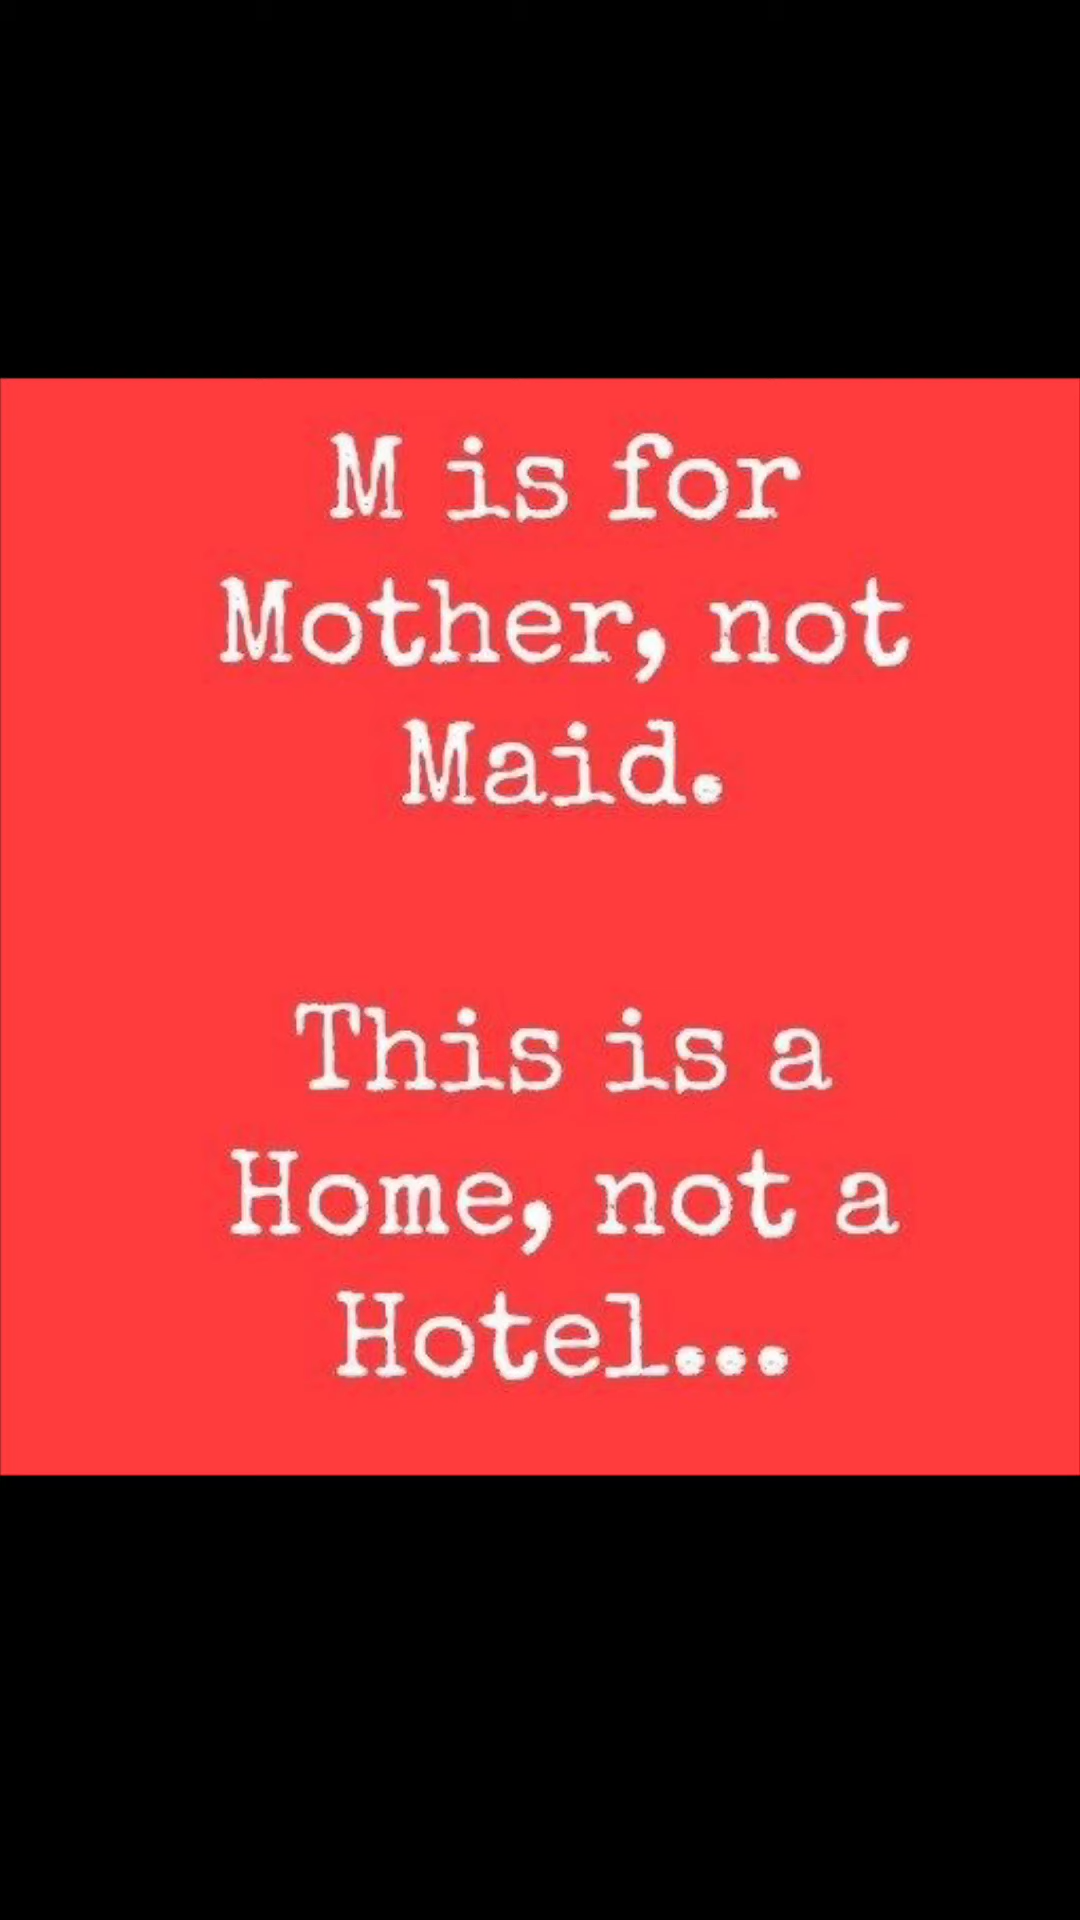 M is for
Mother, not
Maid.
This is a
Home, not a
Hotel...